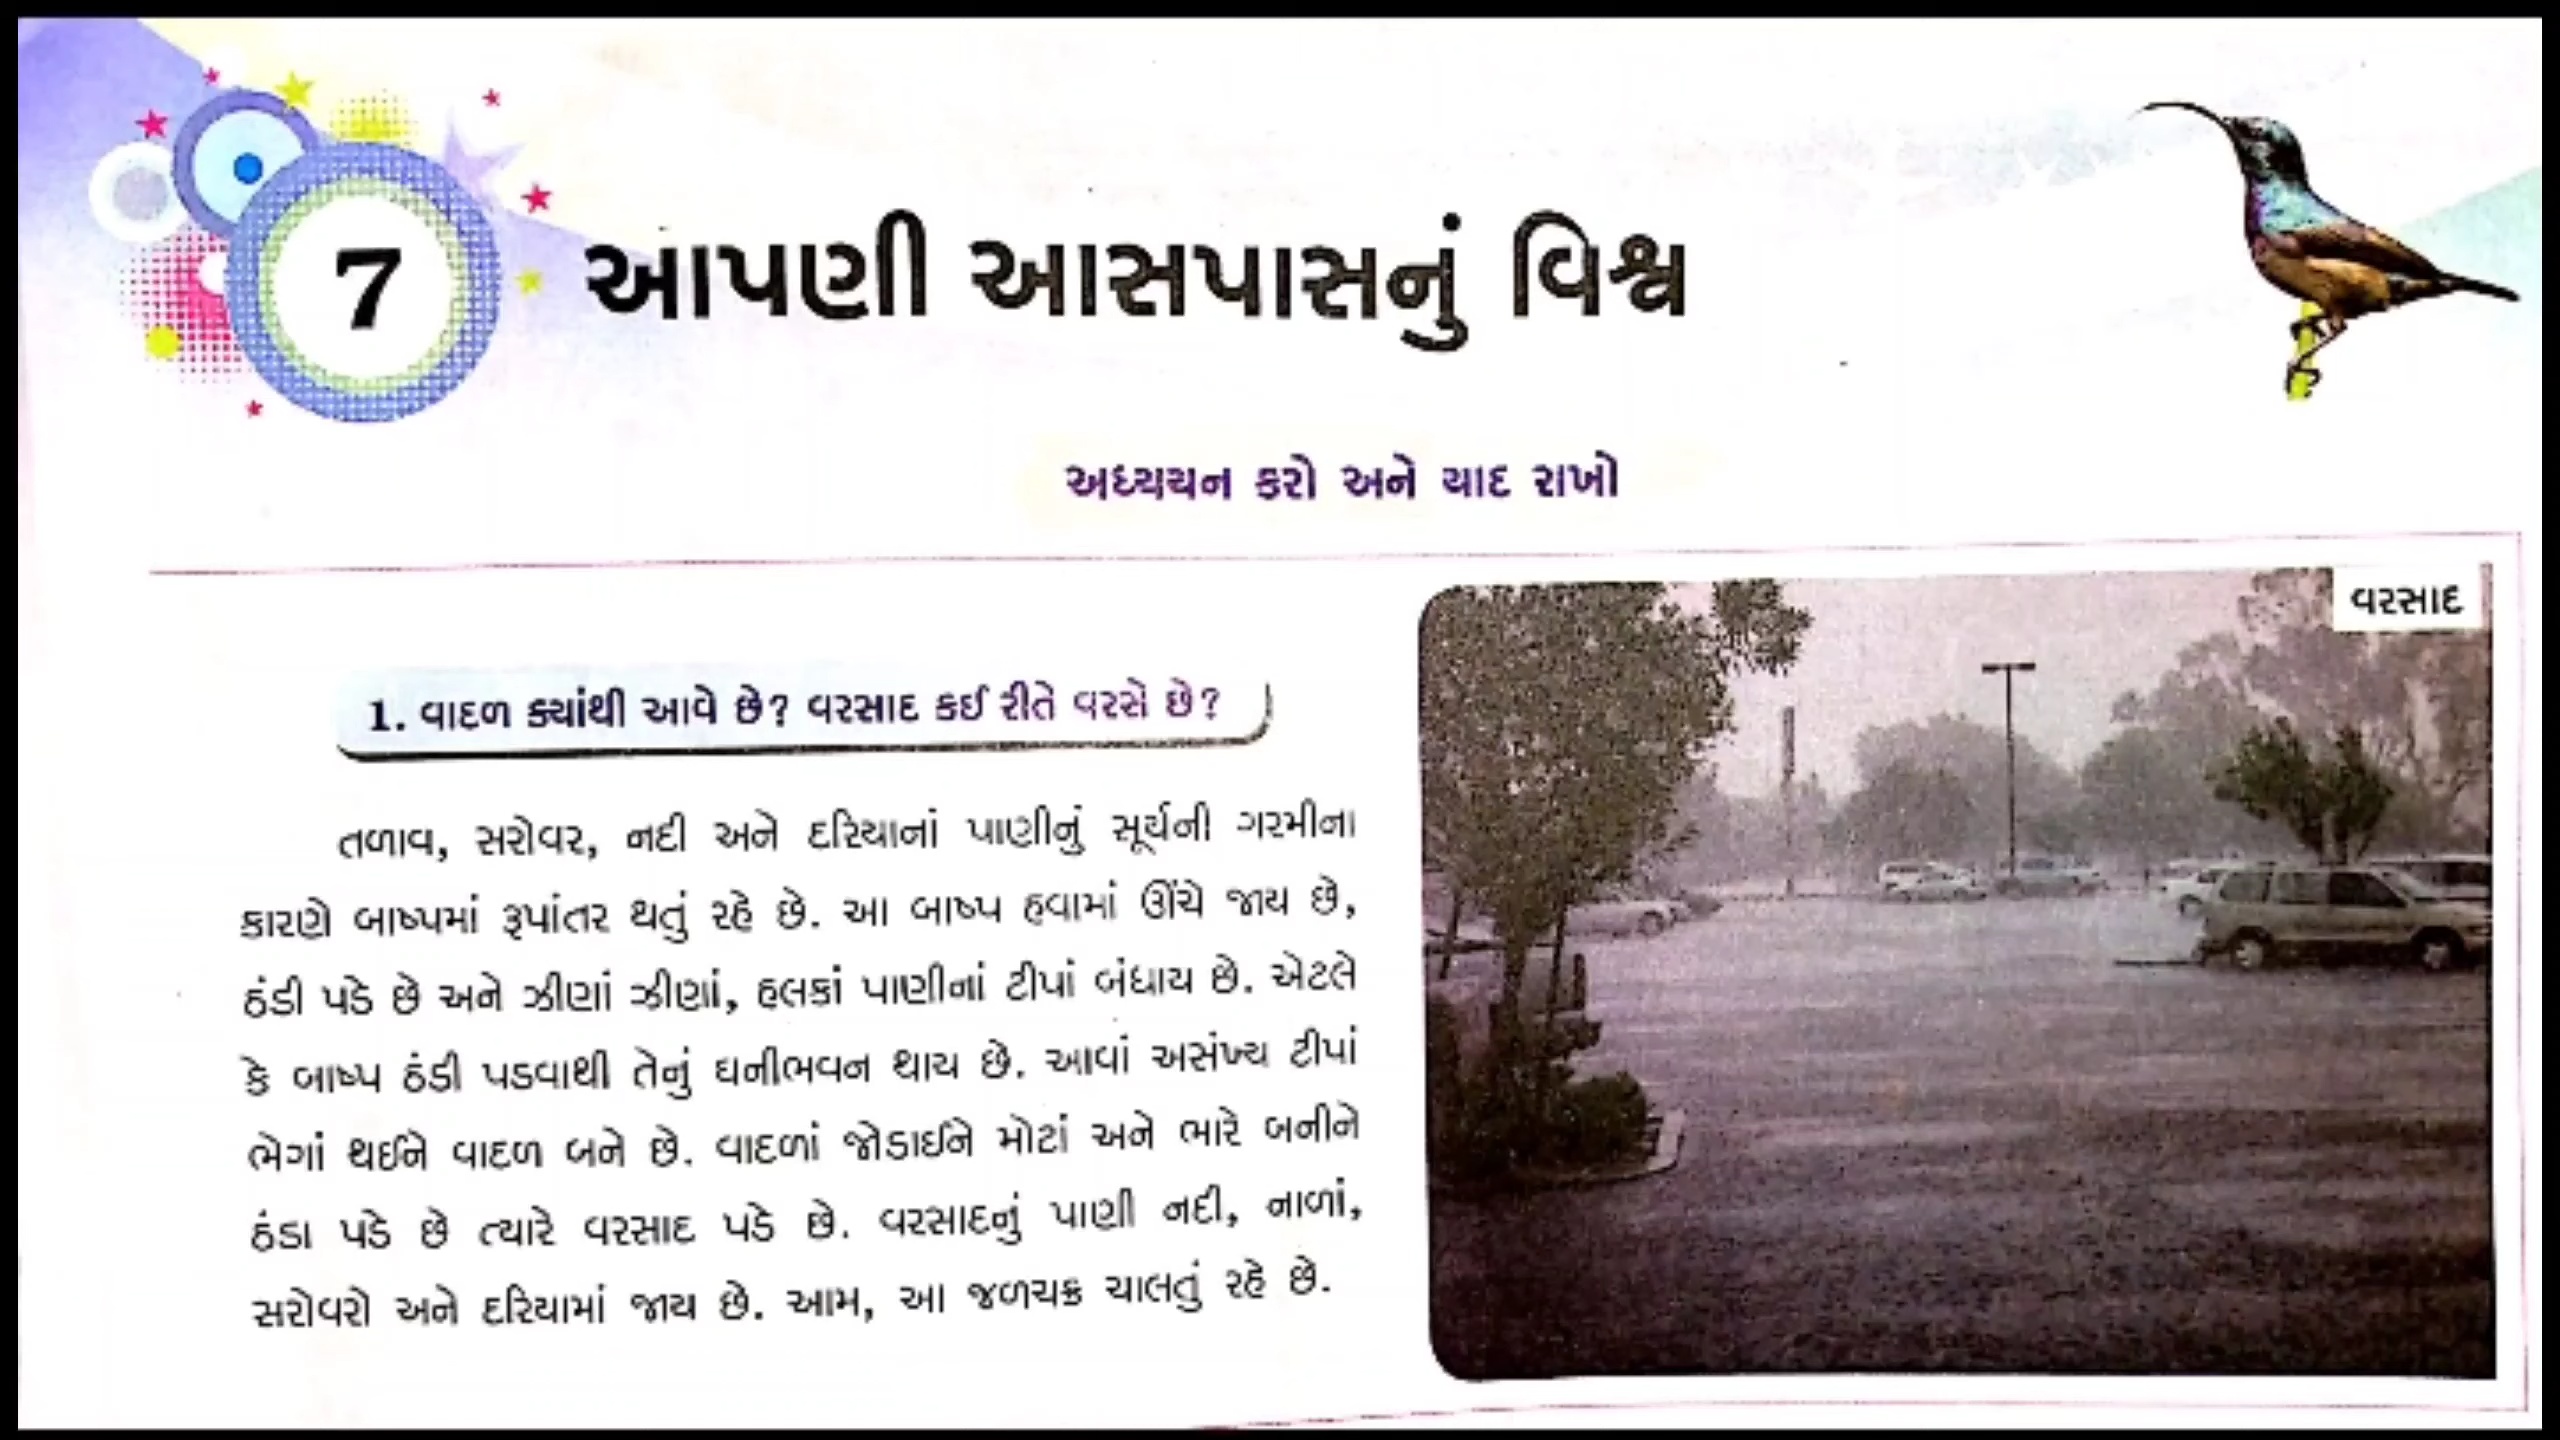 7
આપણી આસપાસનું વિશ્વ
અધ્યયન કરો અને યાદ રાખો
વરસાદ
1. વાદળ ક્યાંથી આવે છે? વરસાદ કઈ રીતે વરસે છે?
તળાવ, સરોવર, નદી અને દરિયાનાં પાણીનું સૂર્યની ગરમીના
કારણે બાષ્પમાં રૂપાંતર થતું રહે છે. આ બાષ્પ હવામાં ઊંચે જાય છે,
ઠંડી પડે છે અને ઝીણાં ઝીણાં, હલકાં પાણીનાં ટીપાં બંધાય છે. એટલે
કે બાષ્પ ઠંડી પડવાથી તેનું ઘનીભવન થાય છે. આવાં અસંખ્ય ટીપાં
ભેગાં થઈને વાદળ બને છે. વાદળાં જોડાઈને મોટાં અને ભારે બનીને
ઠંડા પડે છે ત્યારે વરસાદ પડે છે. વરસાદનું પાણી નદી, નાળાં,
સરોવરો અને દરિયામાં જાય છે. આમ, આ જળચક્ર ચાલતું રહે છે.